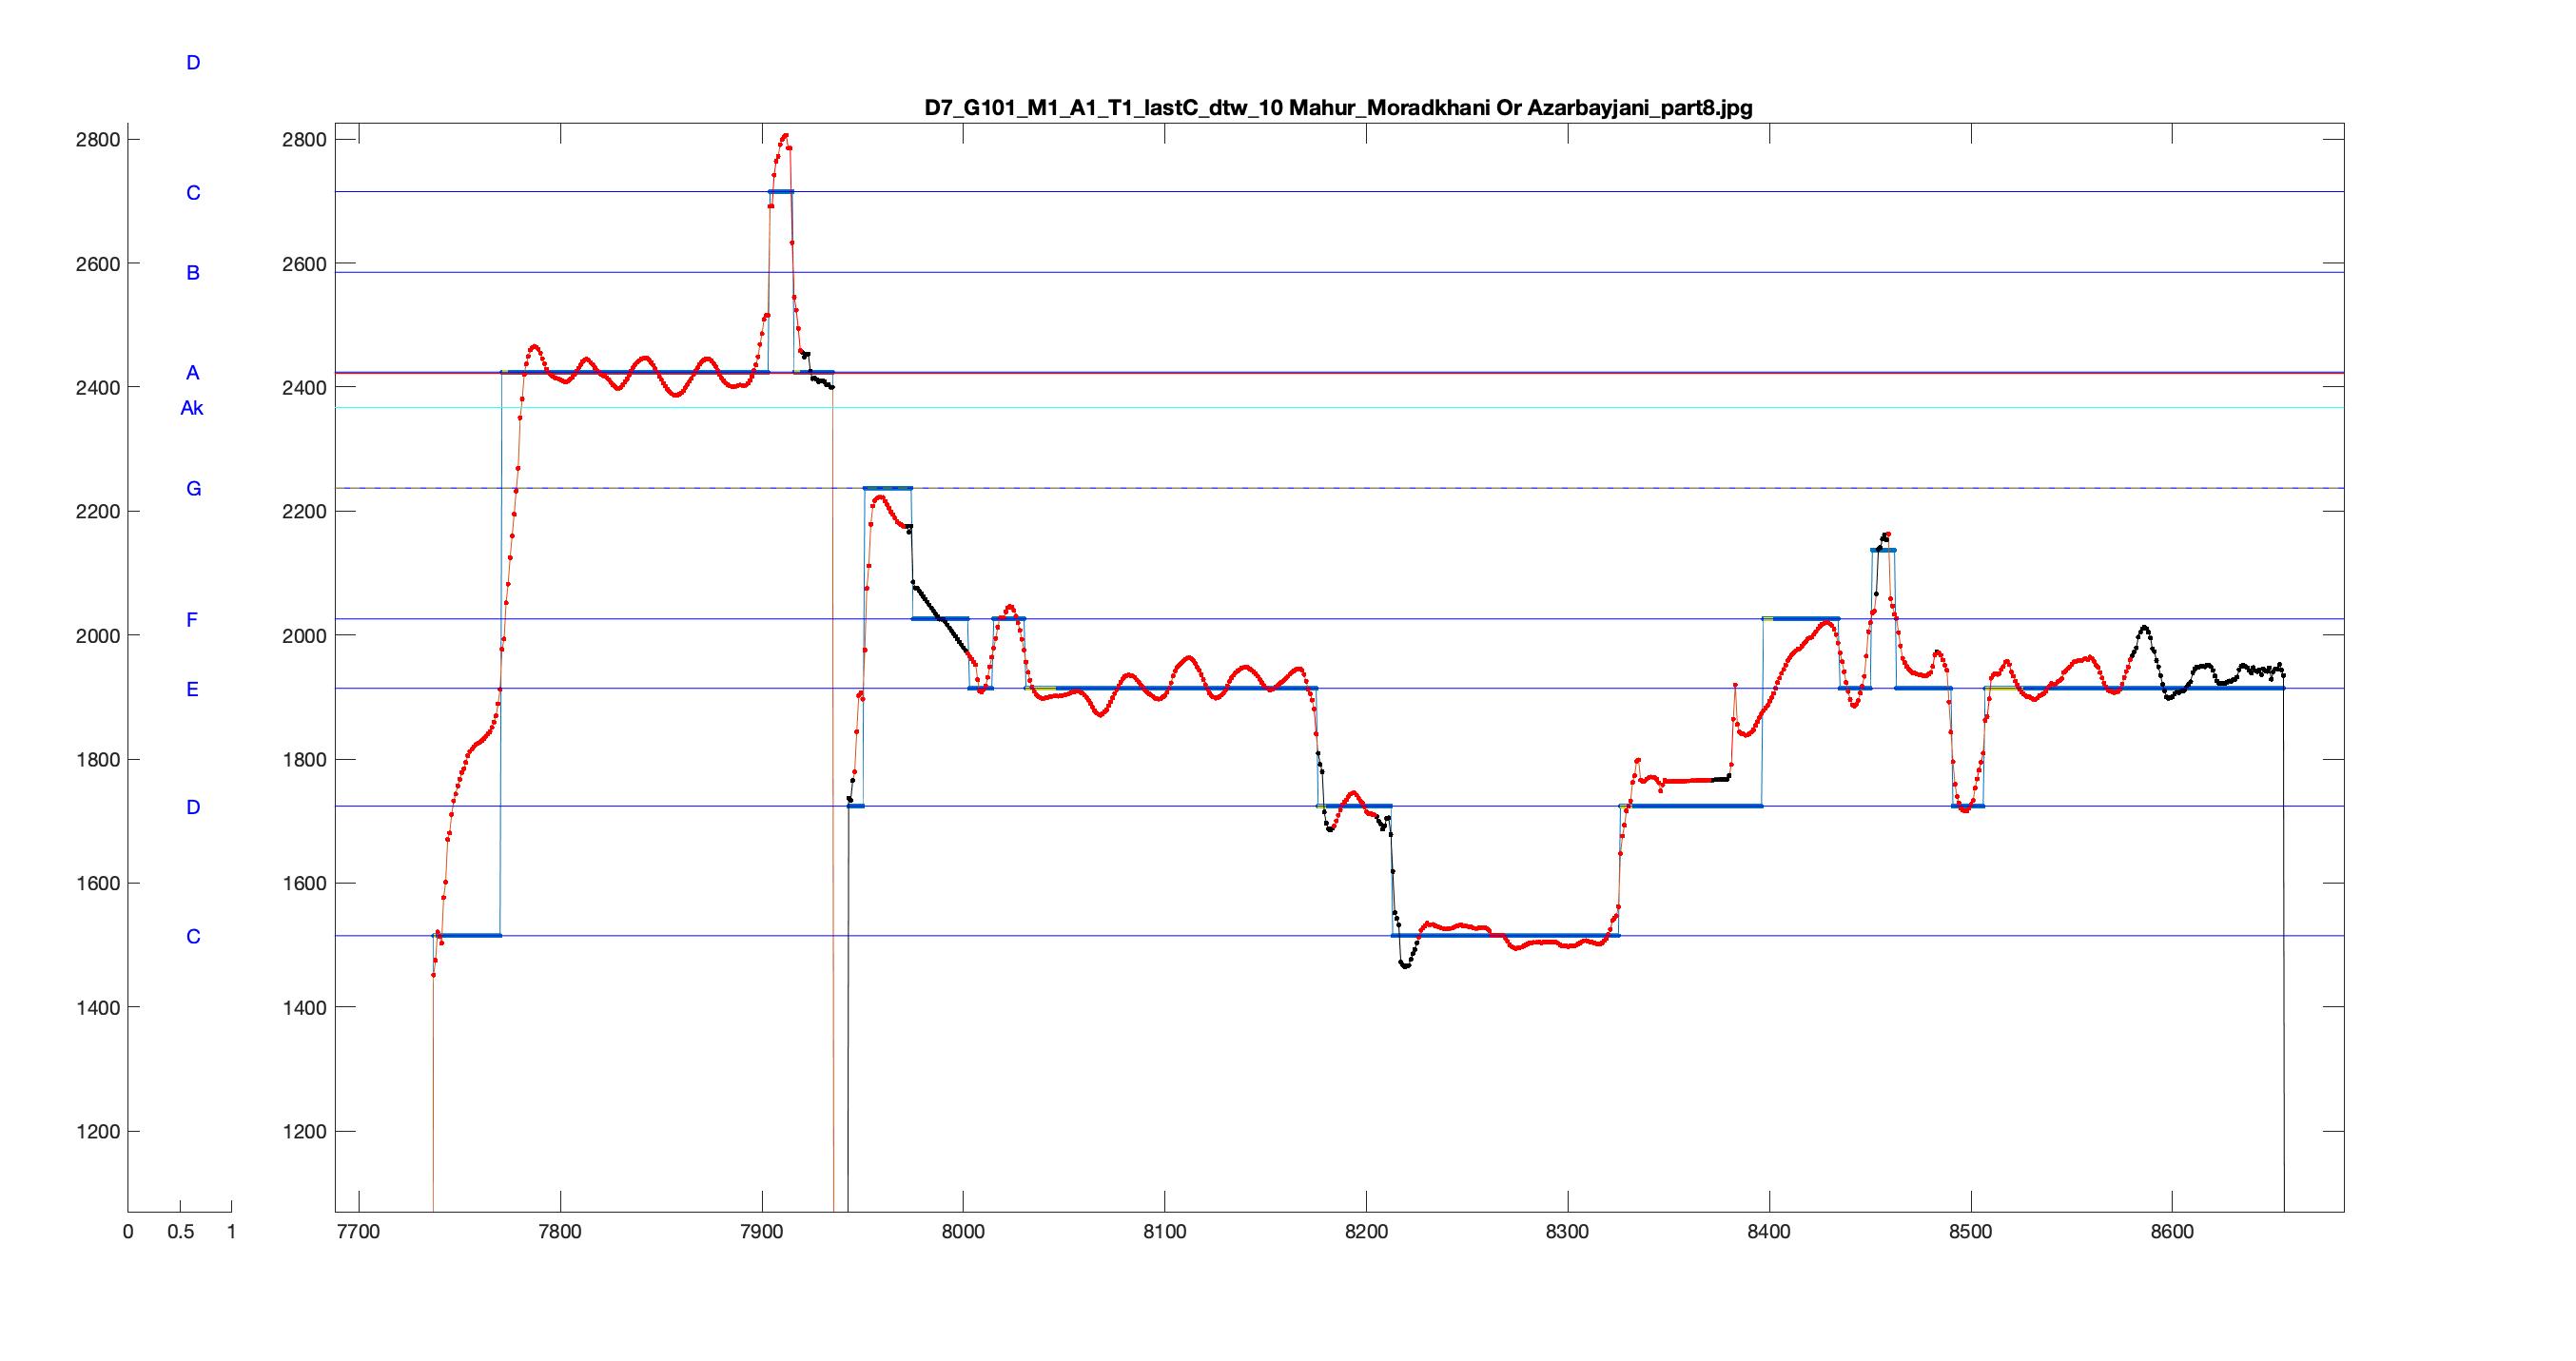 D
D7_G101_M1_A1_T1_lastC_dtw_10 Mahur_Moradkhani Or Azarbayjani_part8.jpg
2800 2800
C
2600 B 2600
A
2400 2400
Ak
G
2200 2200
F
2000 2000
E
1800 1800
D
1600 1600
C
1400 1400
1200 1200
0 0.5 1 7700 7800 7900 8000 8100 8200 8300 8400 8500 8600